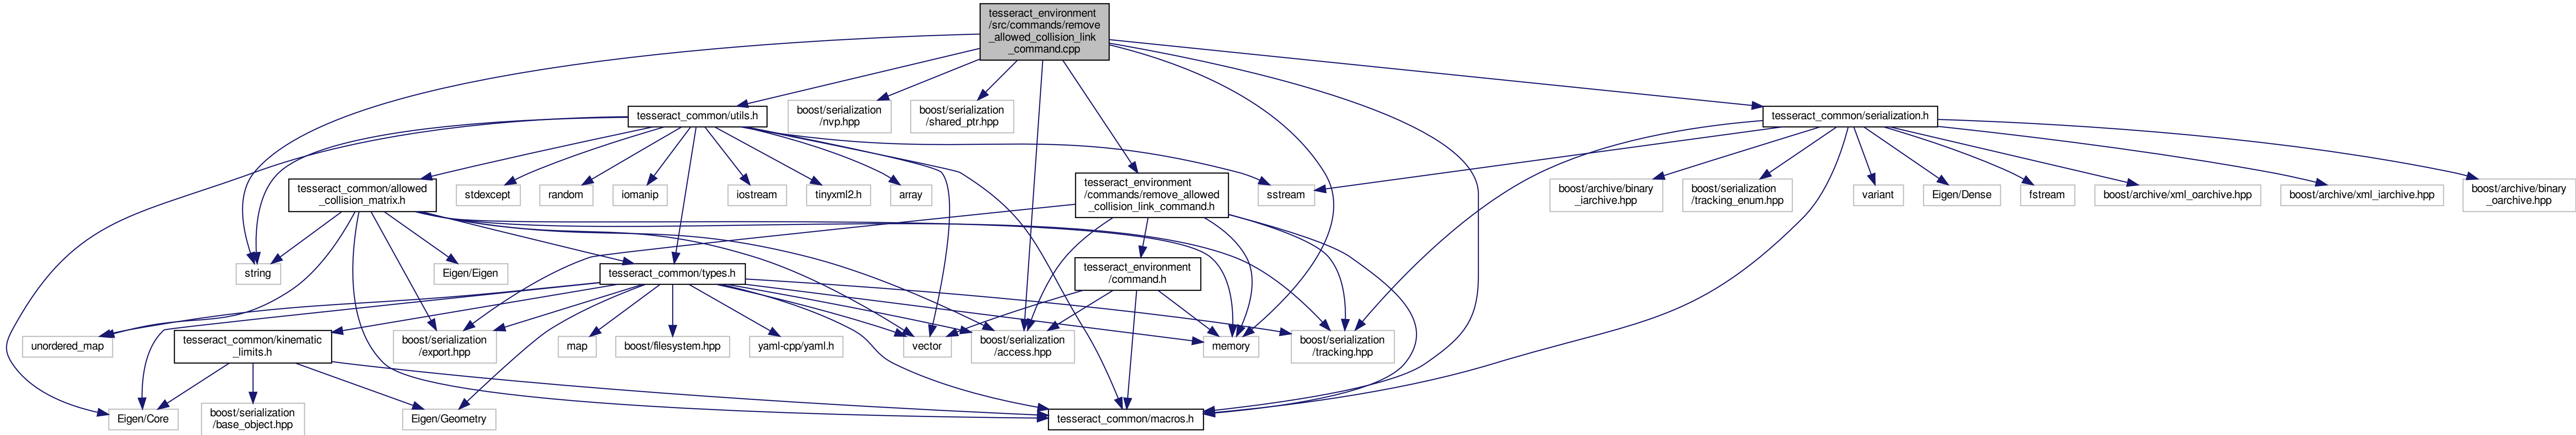 tesseract_environment
/src/commands/remove
_allowed_collision_link
_command.cpp
tesseract_common/utils.h
boost/serialization
/nvp.hpp
boost/serialization
/shared_ptr.hpp
tesseract_common/serialization.h
tesseract_common/allowed
_collision_matrix.h
stdexcept
random
iomanip
iostream
tinyxml2.h
array
tesseract_environment
/commands/remove_allowed
_collision_link_command.h
sstream
boost/archive/binary
_iarchive.hpp
boost/serialization
/tracking_enum.hpp
variant
Eigen/Dense
fstream
boost/archive/xml_oarchive.hpp
boost/archive/xml_iarchive.hpp
boost/archive/binary
_oarchive.hpp
string
Eigen/Eigen
tesseract_common/types.h
tesseract_environment
/command.h
unordered_map
tesseract_common/kinematic
_limits.h
boost/serialization
/export.hpp
map
boost/filesystem.hpp
yaml-cpp/yaml.h
vector
boost/serialization
/access.hpp
memory
boost/serialization
/tracking.hpp
Eigen/Core
boost/serialization
/base_object.hpp
Eigen/Geometry
tesseract_common/macros.h